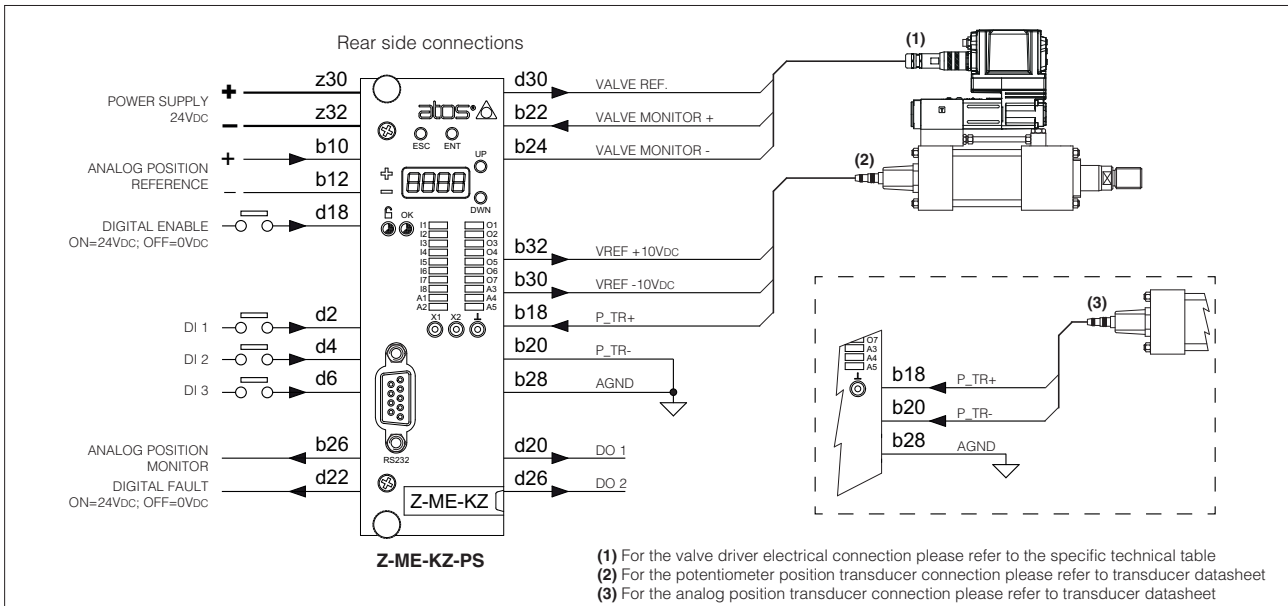 Rear side connections
POWER SUPPLY
24VDC
+
−
z30
z32
ANALOG POSITION
REFERENCE
+
−
b10
b12
DIGITAL ENABLE
ON=24VDC; OFF=0VDC
d18
DI 1
d2
DI 2
d4
DI 3
d6
ANALOG POSITION
MONITOR
b26
DIGITAL FAULT
ON=24VDC; OFF=0VDC
d22
atos®
ESC
ENT
UP
+
−
8888
DWN
OK
I1
I2
I3
I4
I5
I6
I7
I8
A1
A2
O1
O2
O3
O4
O5
O6
O7
A3
A4
A5
X1 X2
RS232
Z-ME-KZ
Z-ME-KZ-PS
d30 VALVE REF.
b22 VALVE MONITOR +
b24 VALVE MONITOR -
b32 VREF +10VDC
b30 VREF -10VDC
b18 P_TR+
b20 P_TR-
b28 AGND
d20 DO 1
d26 DO 2
(1)
(2)
(3)
O7
A3
A4
A5
b18 P_TR+
b20 P_TR-
b28 AGND
(1) For the valve driver electrical connection please refer to the specific technical table
(2) For the potentiometer position transducer connection please refer to transducer datasheet
(3) For the analog position transducer connection please refer to transducer datasheet